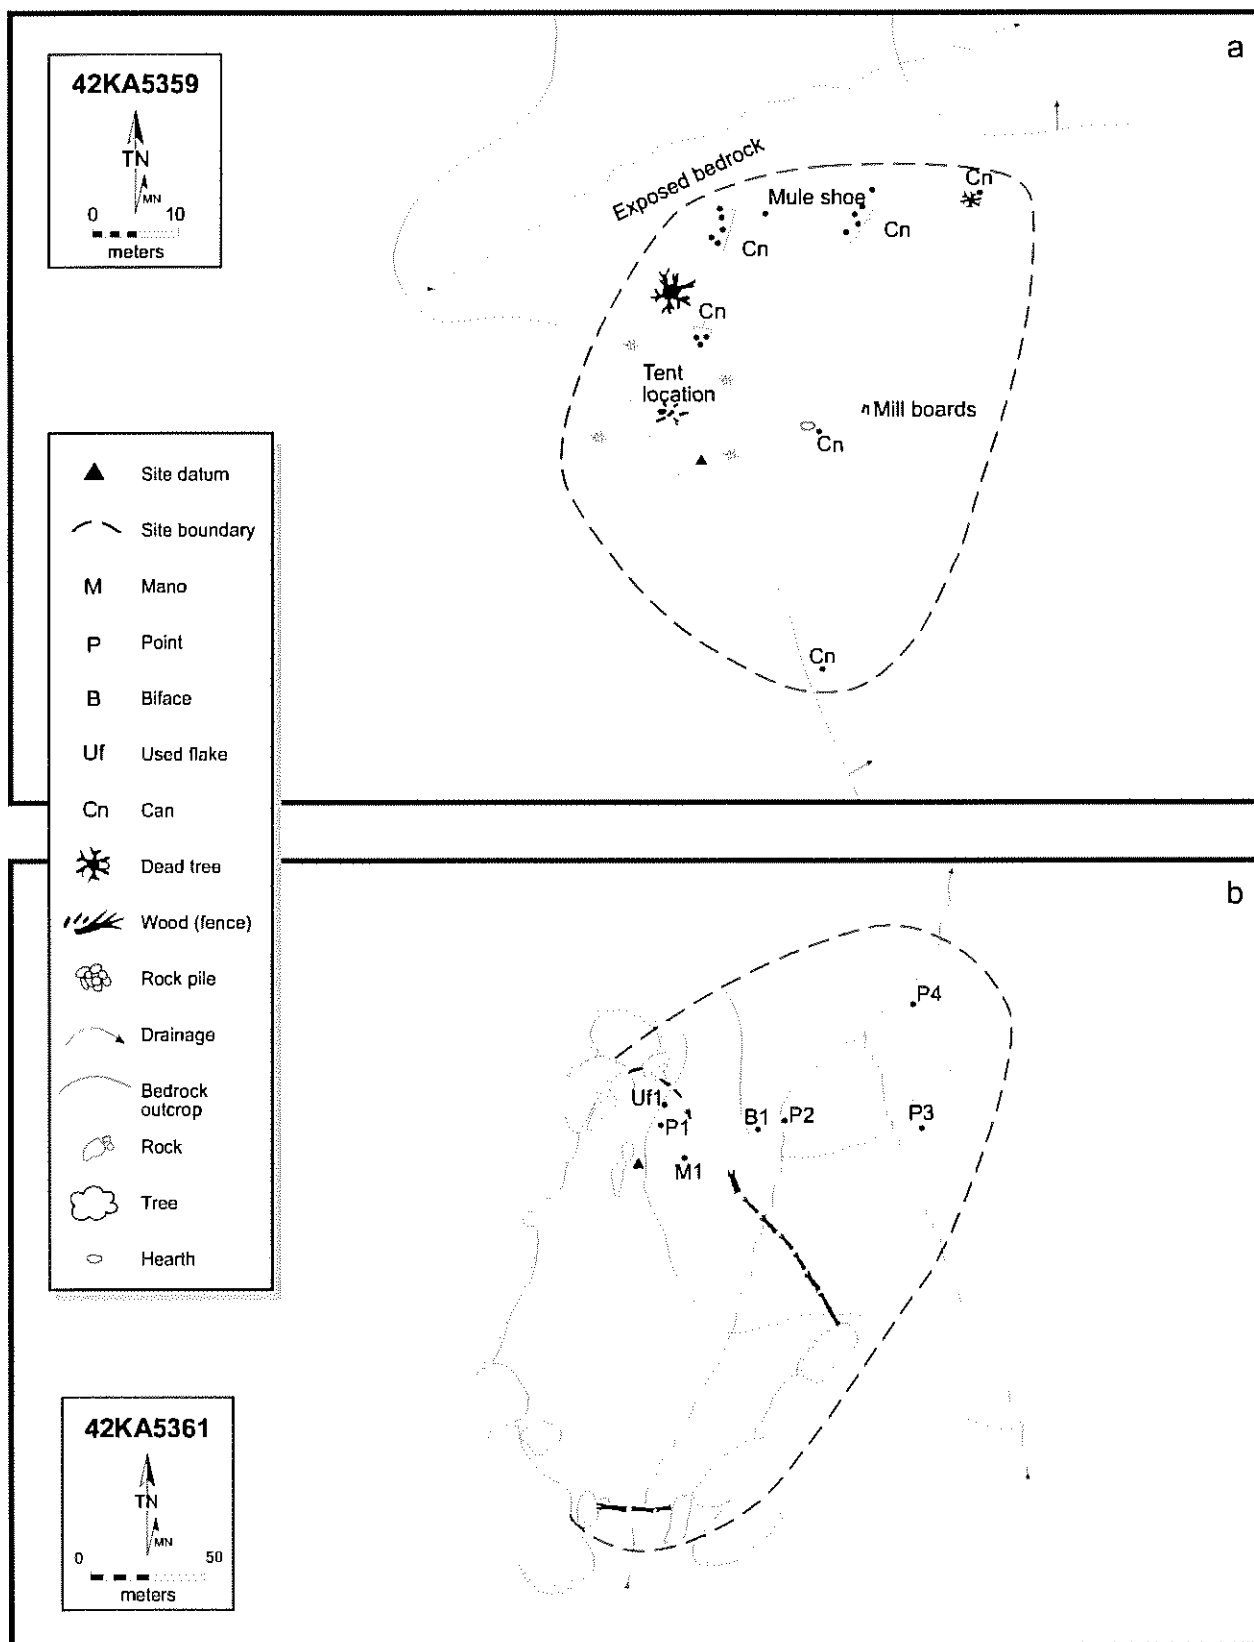 a
42KA5359
TN
MN
0 10
meters
Exposed bedrock
Mule shoe
Cn
Cn
Cn
Cn
Tent
location
Mill boards
Cn
Cn
Site datum
Site boundary
M Mano
P Point
B Biface
Uf Used flake
Cn Can
Dead tree
Wood (fence)
Rock pile
Drainage
Bedrock
outcrop
Rock
Tree
Hearth
b
P4
Uf1
P1
B1
P2
P3
M1
42KA5361
TN
MN
0 50
meters